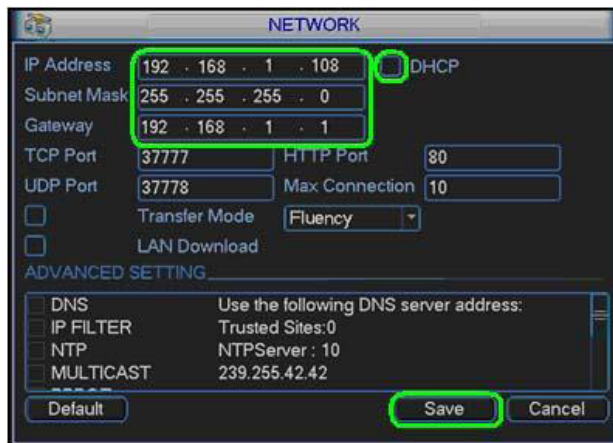 NETWORK
IP Address 192 . 168 . 1 . 108 DHCP
Subnet Mask 255 . 255 . 255 . 0
Gateway 192 . 168 . 1 . 1
TCP Port 37777 HTTP Port 80
UDP Port 37778 Max Connection 10
Transfer Mode Fluency
LAN Download
ADVANCED SETTING
DNS Use the following DNS server address:
IP FILTER Trusted Sites:0
NTP NTPServer : 10
MULTICAST 239.255.42.42
Default Save Cancel